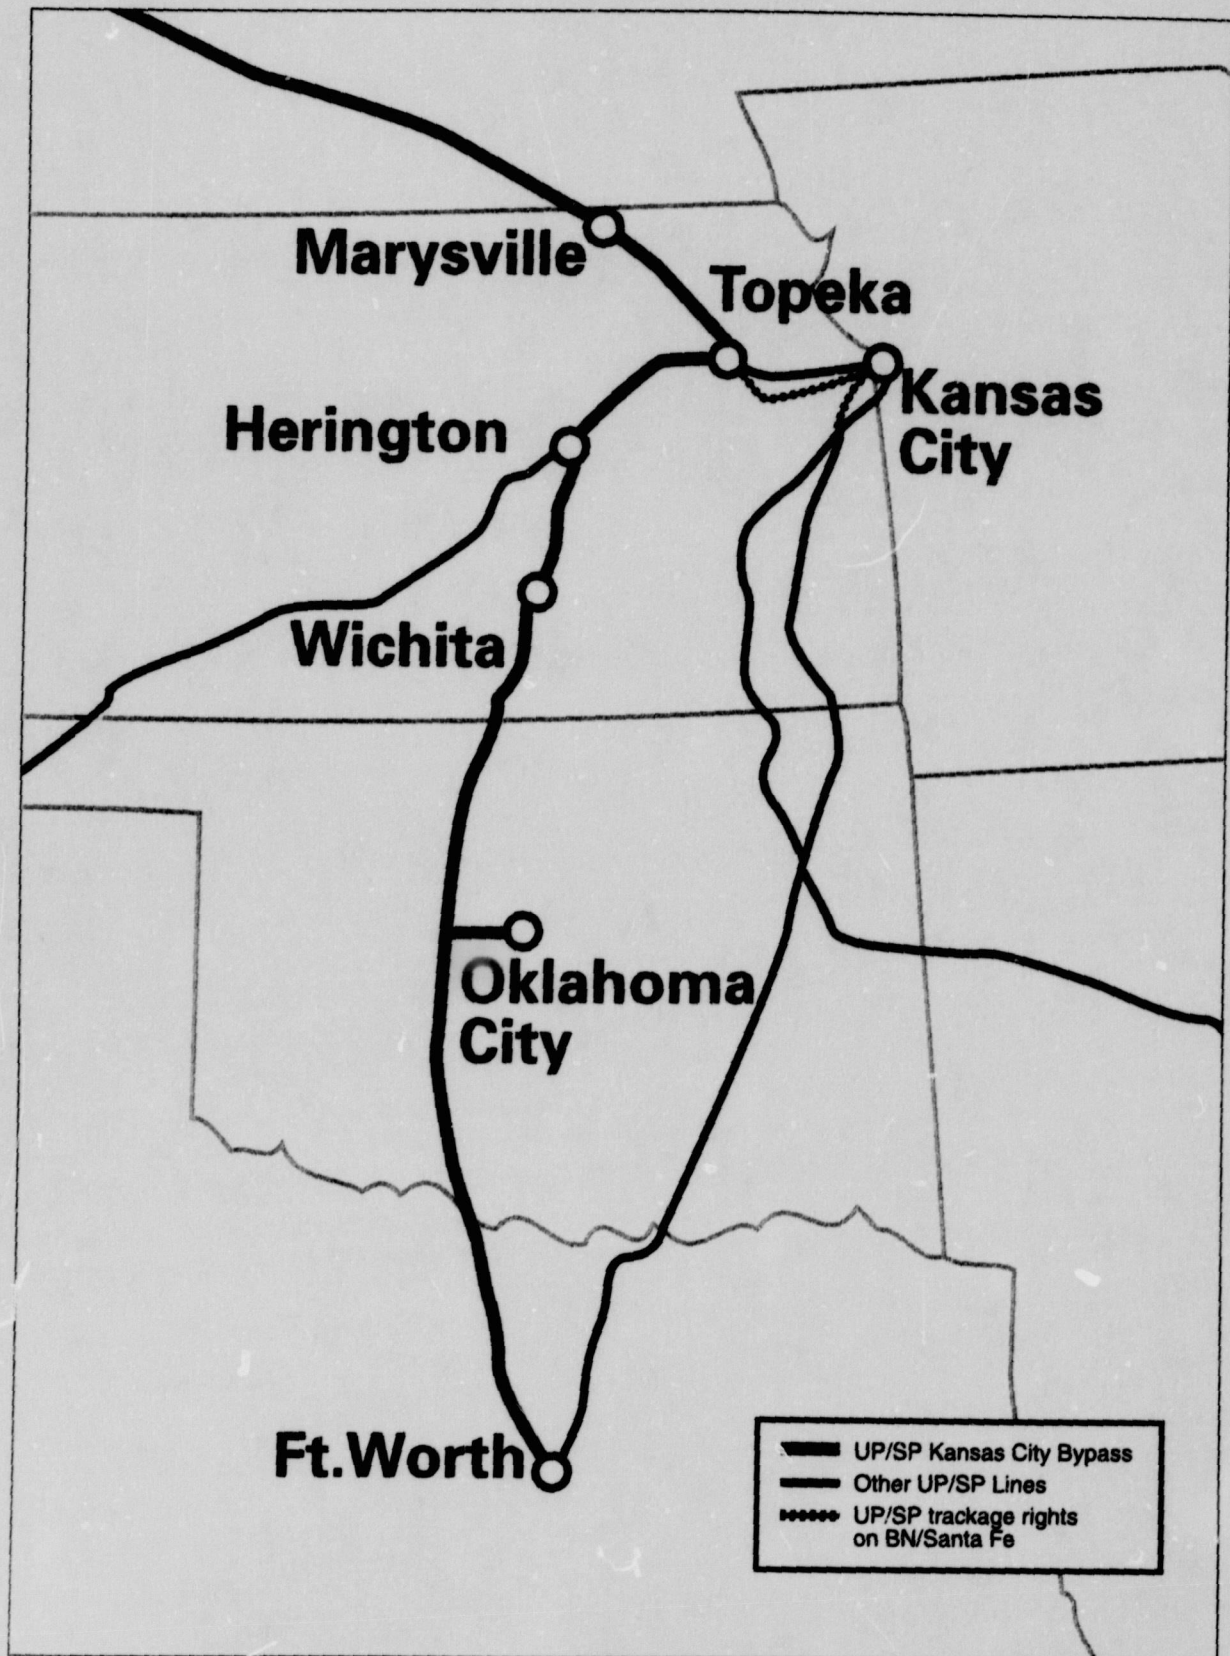 Marysville
Topeka
Kansas
City
Herington
Wichita
Oklahoma
City
Ft.Worth
UP/SP Kansas City Bypass
Other UP/SP Lines
UP/SP trackage rights
on BN/Santa Fe